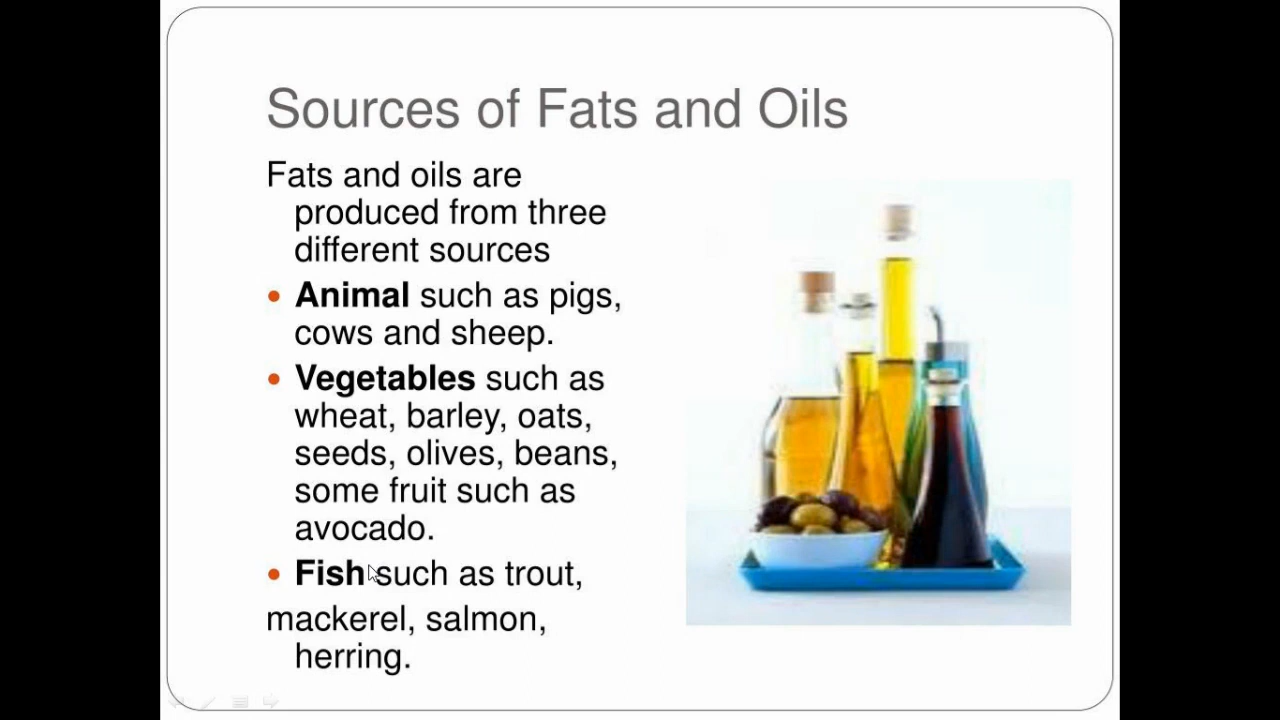 Sources of Fats and Oils
Fats and oils are
produced from three
different sources
• Animal such as pigs,
cows and sheep.
• Vegetables such as
wheat, barley, oats,
seeds, olives, beans,
some fruit such as
avocado.
• Fish such as trout,
mackerel, salmon,
herring.